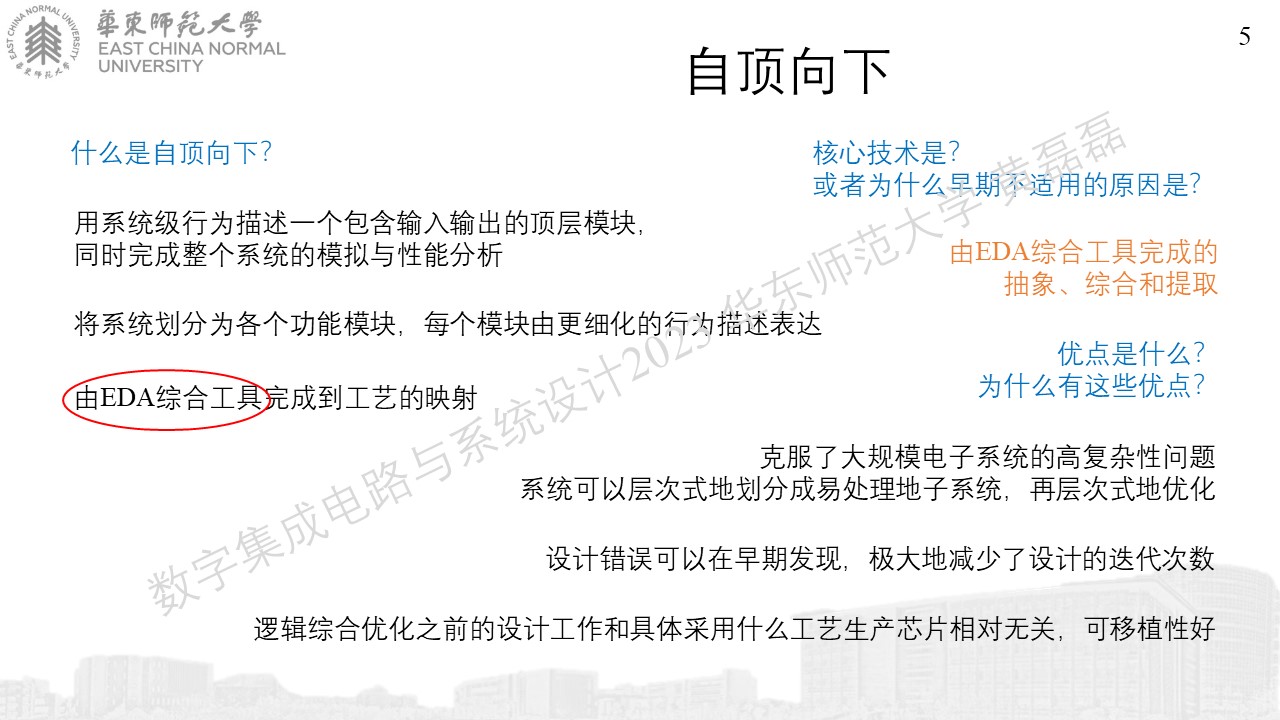 華東師范大學
EAST CHINA NORMAL
UNIVERSITY
EAST CHINA NORMAL UNIVERSITY
華東师范大学
5
自顶向下
什么是自顶向下？
用系统级行为描述一个包含输入输出的顶层模块，
同时完成整个系统的模拟与性能分析
将系统划分为各个功能模块，每个模块由更细化的行为描述表达
由EDA综合工具完成到工艺的映射
核心技术是？
或者为什么早期不适用的原因是？
由EDA综合工具完成的
抽象、综合和提取
优点是什么？
为什么有这些优点？
克服了大规模电子系统的高复杂性问题
系统可以层次式地划分成易处理地子系统，再层次式地优化
设计错误可以在早期发现，极大地减少了设计的迭代次数
逻辑综合优化之前的设计工作和具体采用什么工艺生产芯片相对无关，可移植性好
数字集成电路与系统设计2023 华东师范大学 黄磊磊